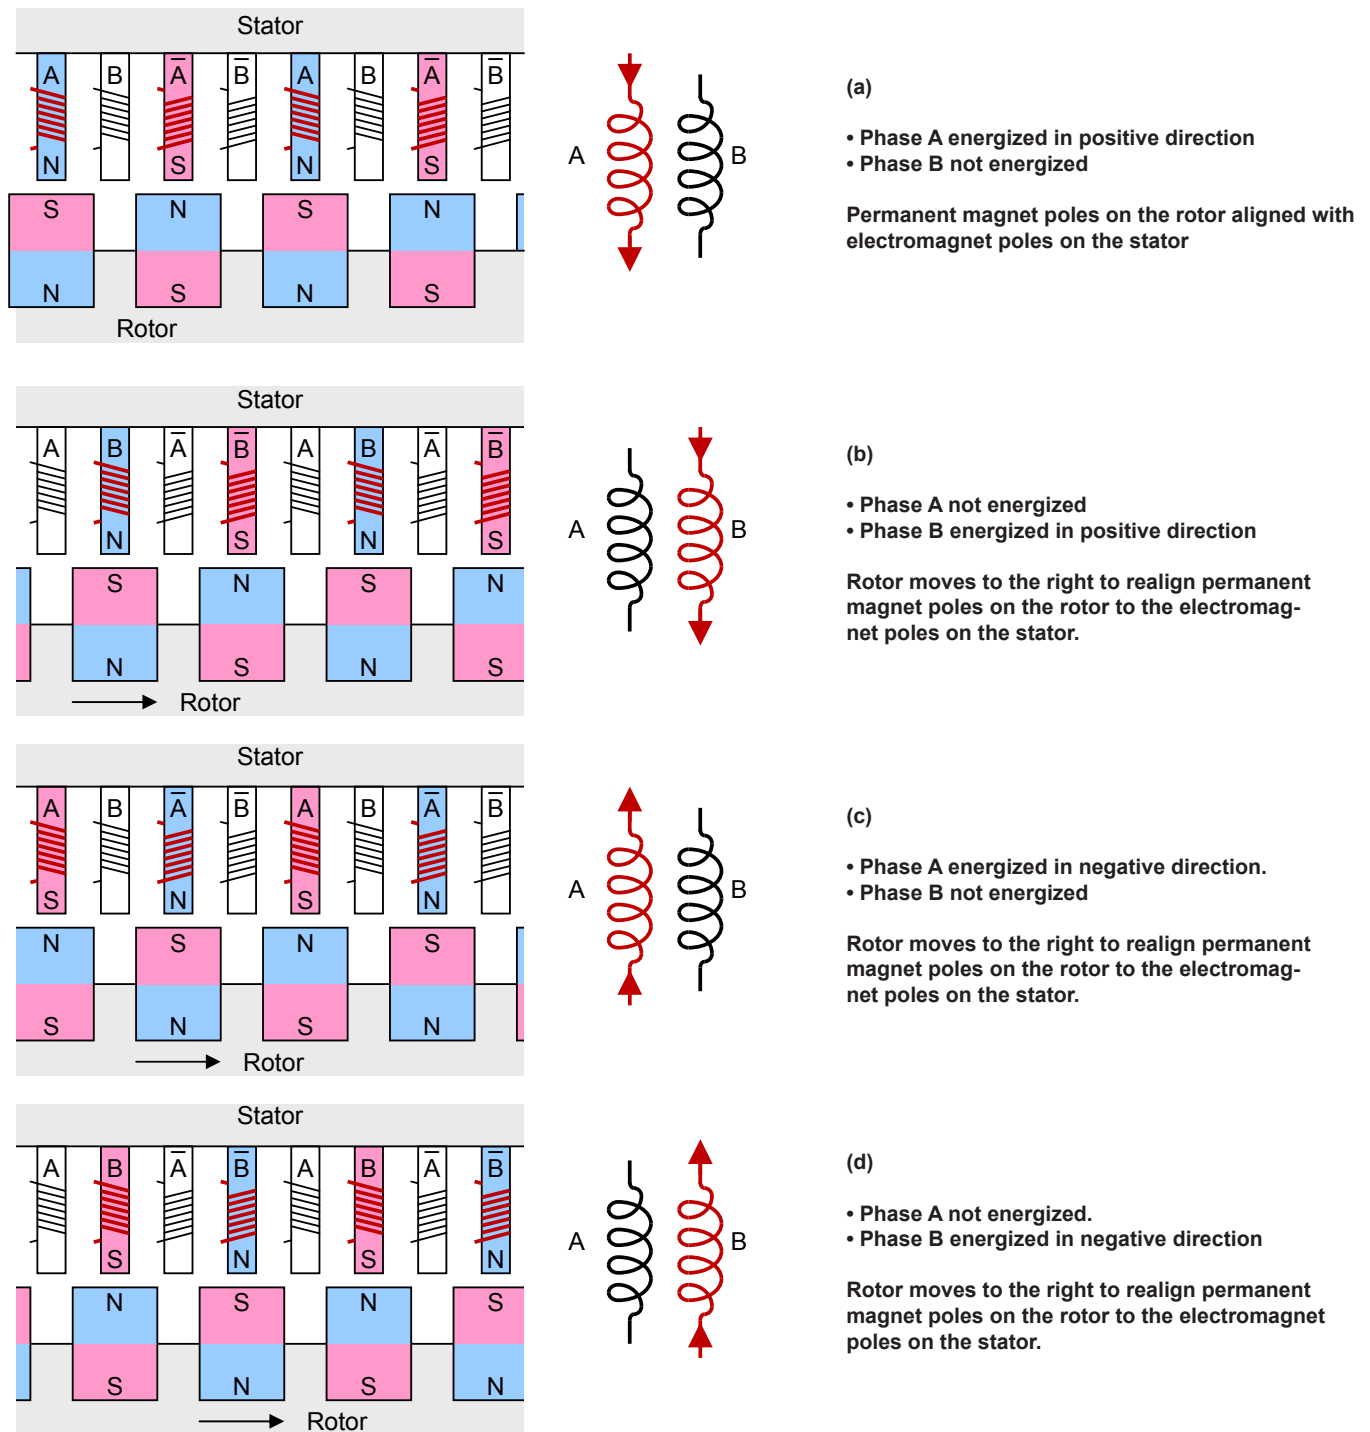 Stator
A B A̅ B̅ A B A̅ B̅
N S N S
S N S N
N S N S
Rotor
A B
(a)
• Phase A energized in positive direction
• Phase B not energized
Permanent magnet poles on the rotor aligned with
electromagnet poles on the stator
Stator
A B A̅ B̅ A B A̅ B̅
N S N S
S N S N
N S N S
Rotor
A B
(b)
• Phase A not energized
• Phase B energized in positive direction
Rotor moves to the right to realign permanent
magnet poles on the rotor to the electromag-
net poles on the stator.
Stator
A B A̅ B̅ A B A̅ B̅
S N S N
N S N S
S N S N
Rotor
A B
(c)
• Phase A energized in negative direction.
• Phase B not energized
Rotor moves to the right to realign permanent
magnet poles on the rotor to the electromag-
net poles on the stator.
Stator
A B A̅ B̅ A B A̅ B̅
S N S N
N S N S
S N S N
Rotor
A B
(d)
• Phase A not energized.
• Phase B energized in negative direction
Rotor moves to the right to realign permanent
magnet poles on the rotor to the electromagnet
poles on the stator.